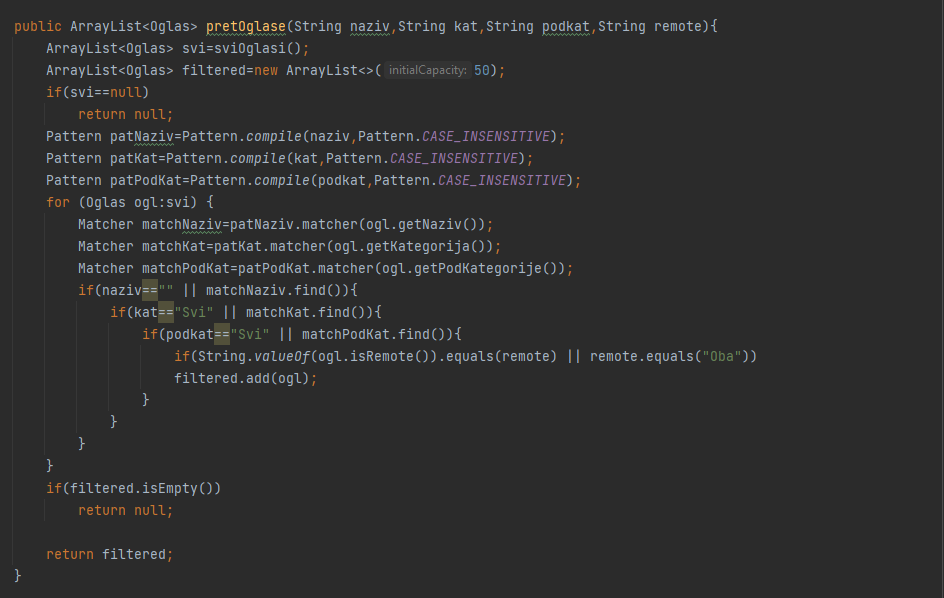 public ArrayList<Oglas> pretOglase(String naziv,String kat,String podkat,String remote){
ArrayList<Oglas> svi=sviOglasi();
ArrayList<Oglas> filtered=new ArrayList<>( initialCapacity: 50);
if(svi==null)
return null;
Pattern patNaziv=Pattern.compile(naziv,Pattern.CASE_INSENSITIVE);
Pattern patKat=Pattern.compile(kat,Pattern.CASE_INSENSITIVE);
Pattern patPodKat=Pattern.compile(podkat,Pattern.CASE_INSENSITIVE);
for (Oglas ogl:svi) {
Matcher matchNaziv=patNaziv.matcher(ogl.getNaziv());
Matcher matchKat=patKat.matcher(ogl.getKategorija());
Matcher matchPodKat=patPodKat.matcher(ogl.getPodKategorije());
if(naziv=="" || matchNaziv.find()){
if(kat=="Svi" || matchKat.find()){
if(podkat=="Svi" || matchPodKat.find()){
if(String.valueOf(ogl.isRemote()).equals(remote) || remote.equals("Oba"))
filtered.add(ogl);
}
}
}
}
if(filtered.isEmpty())
return null;
return filtered;
}